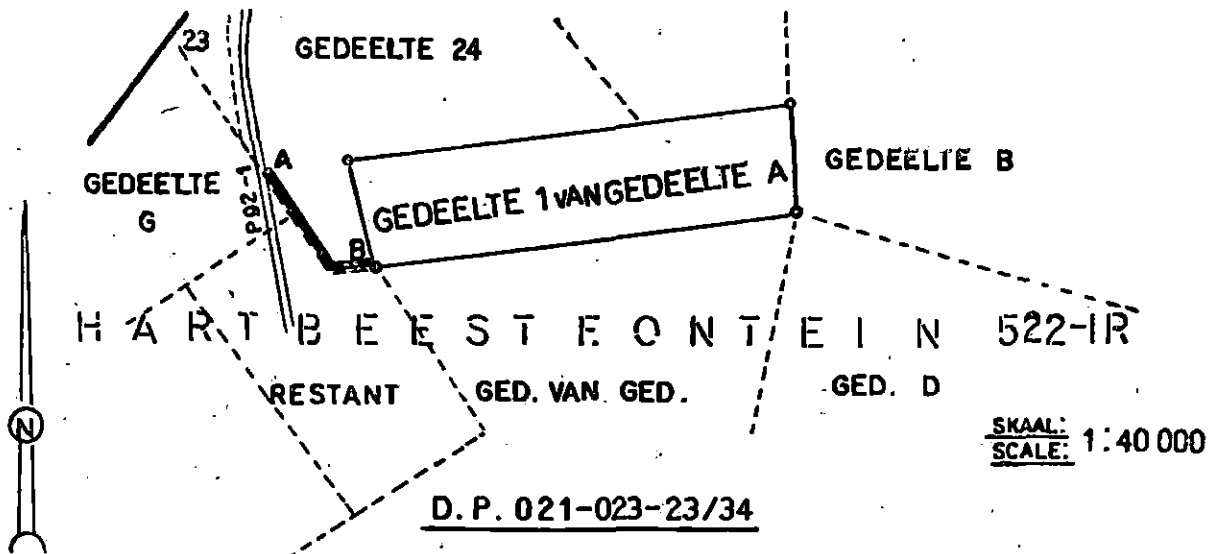 23
GEDEELTE 24
A
GEDEELTE
G
P92-1
GEDEELTE 1 VAN GEDEELTE A
GEDEELTE B
B
HARTBEESTFONTEIN 522-IR
RESTANT
GED. VAN GED.
GED. D
N
SKAAL:
SCALE: 1:40 000
D.P. 021-023-23/34